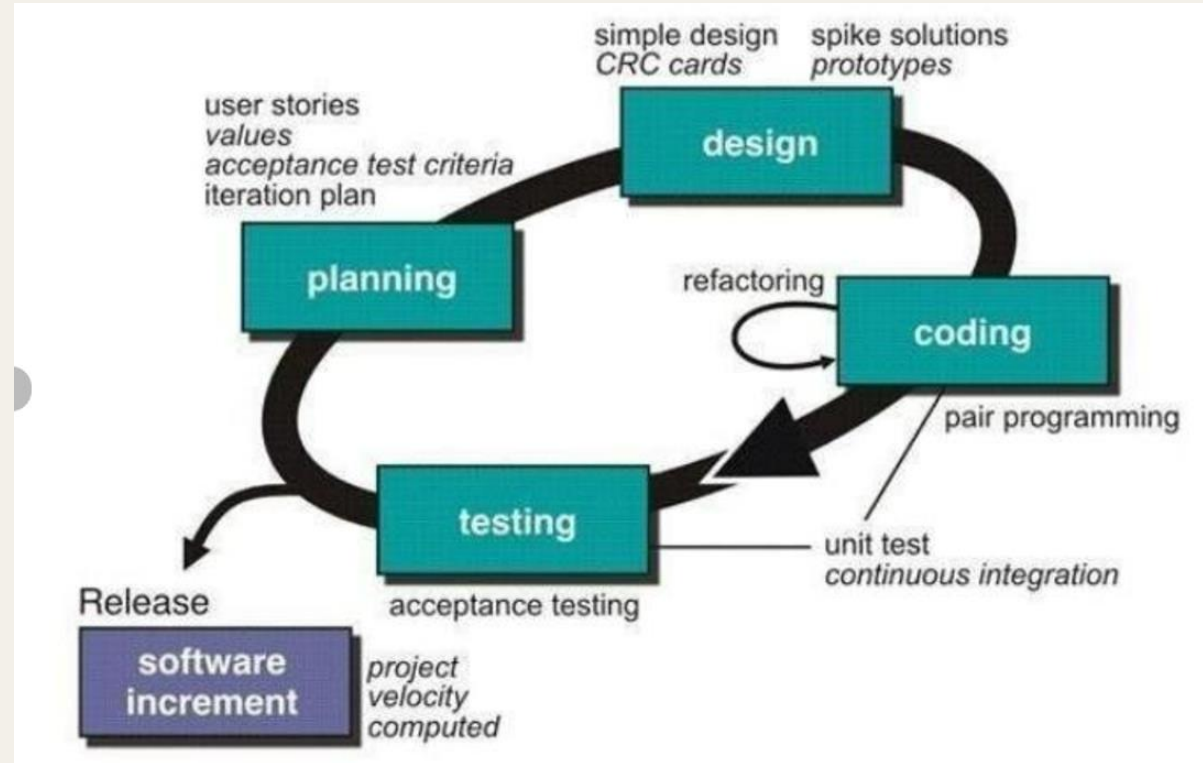 simple design
CRC cards
spike solutions
prototypes
design
user stories
values
acceptance test criteria
iteration plan
planning
refactoring
coding
pair programming
testing
unit test
continuous integration
acceptance testing
Release
software
increment
project
velocity
computed